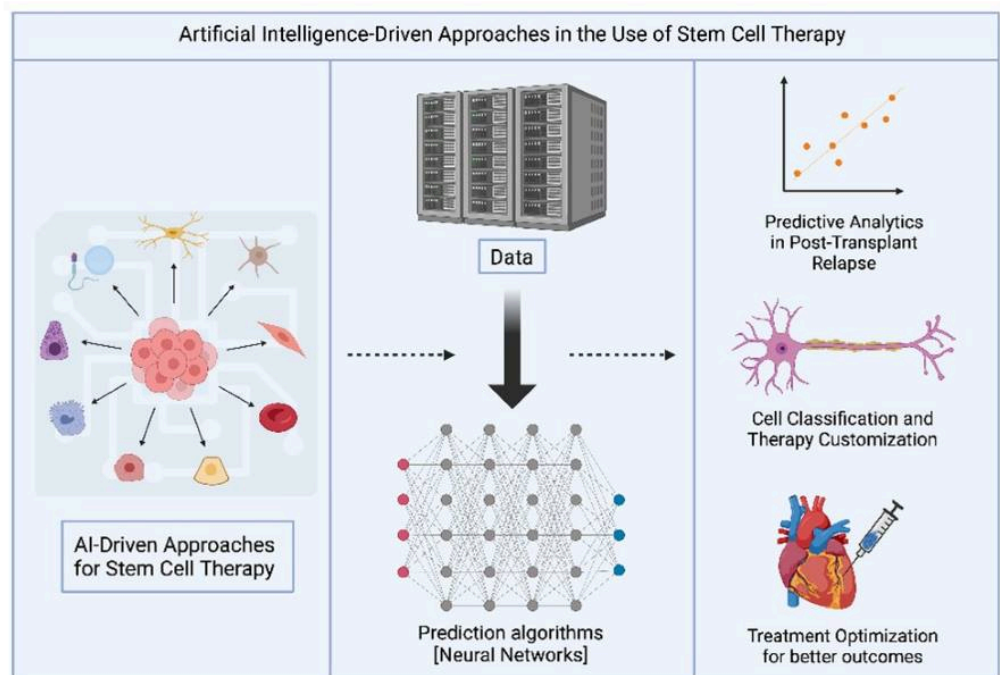 Artificial Intelligence-Driven Approaches in the Use of Stem Cell Therapy
AI-Driven Approaches
for Stem Cell Therapy
Data
Prediction algorithms
[Neural Networks]
Predictive Analytics
in Post-Transplant
Relapse
Cell Classification and
Therapy Customization
Treatment Optimization
for better outcomes